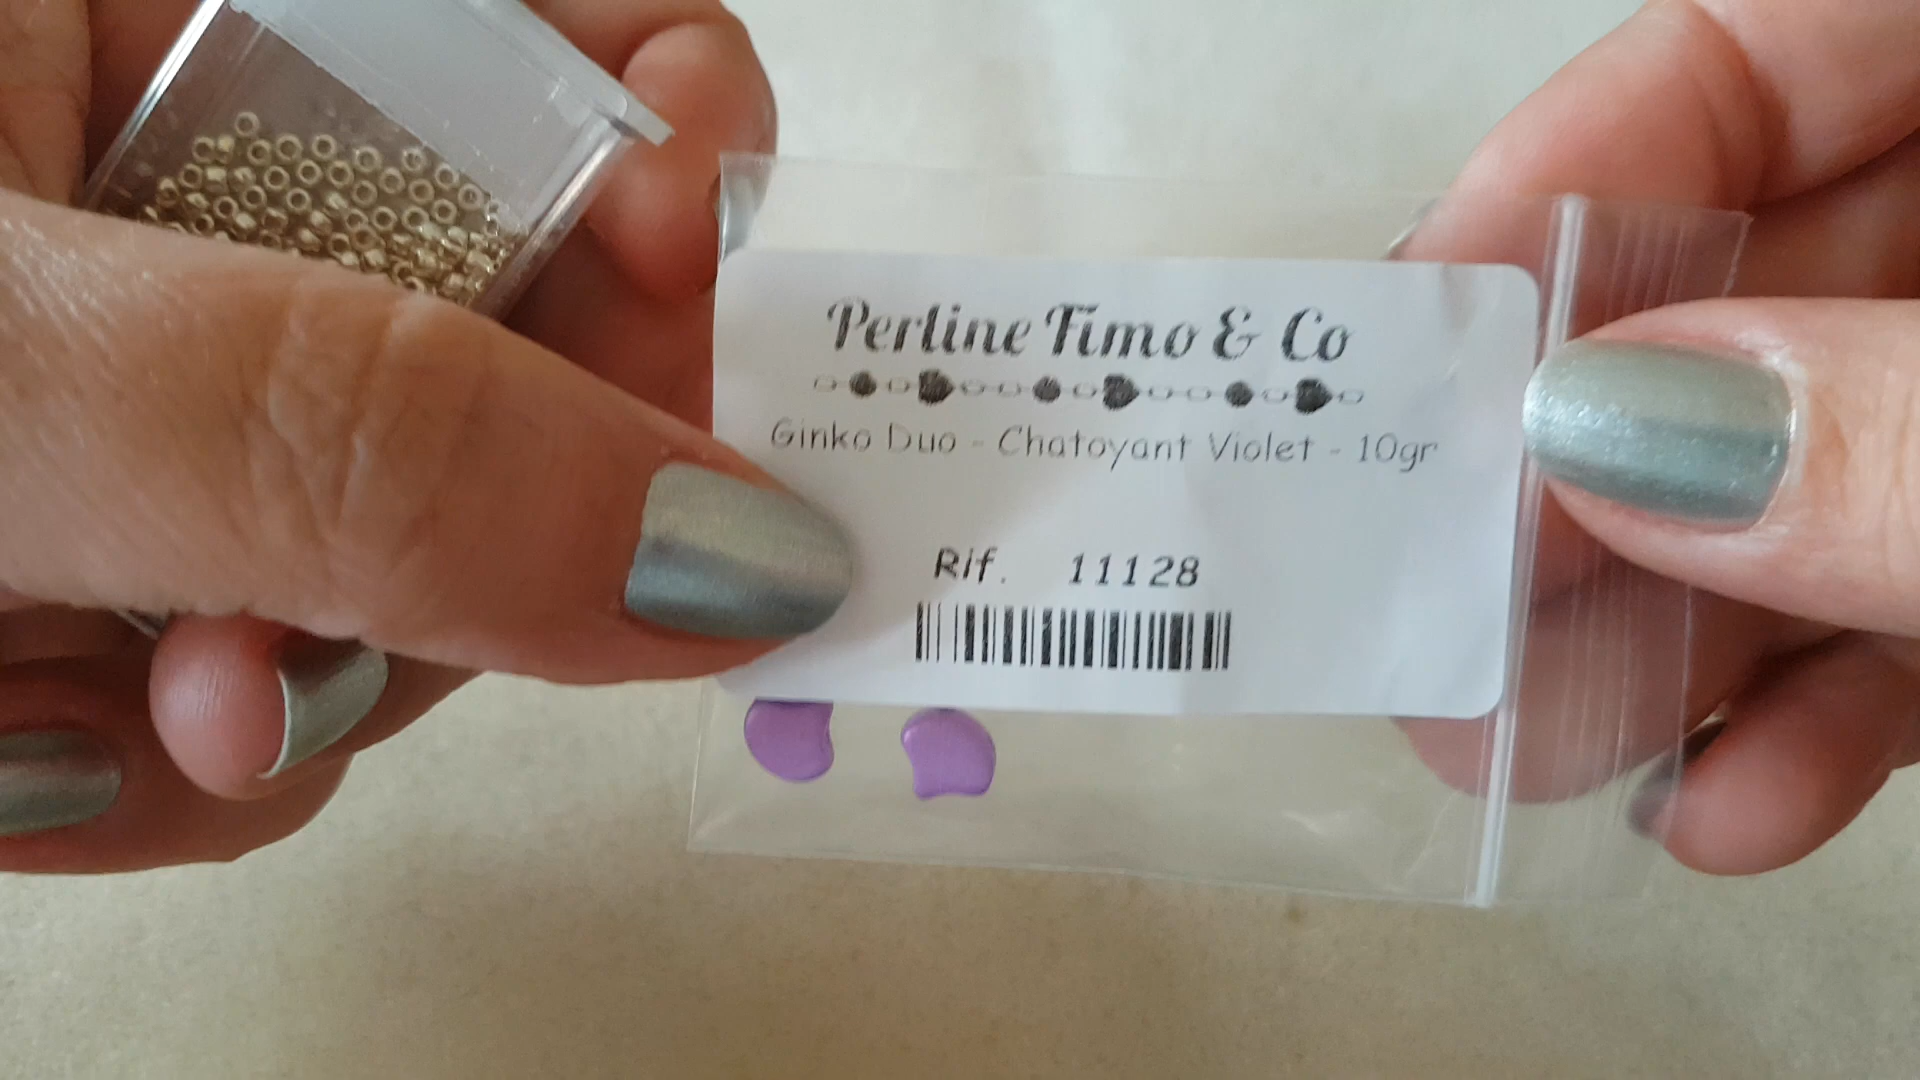 Perline Fimo & Co
Ginko Duo - Chatoyant Violet - 10gr
Rif. 11128